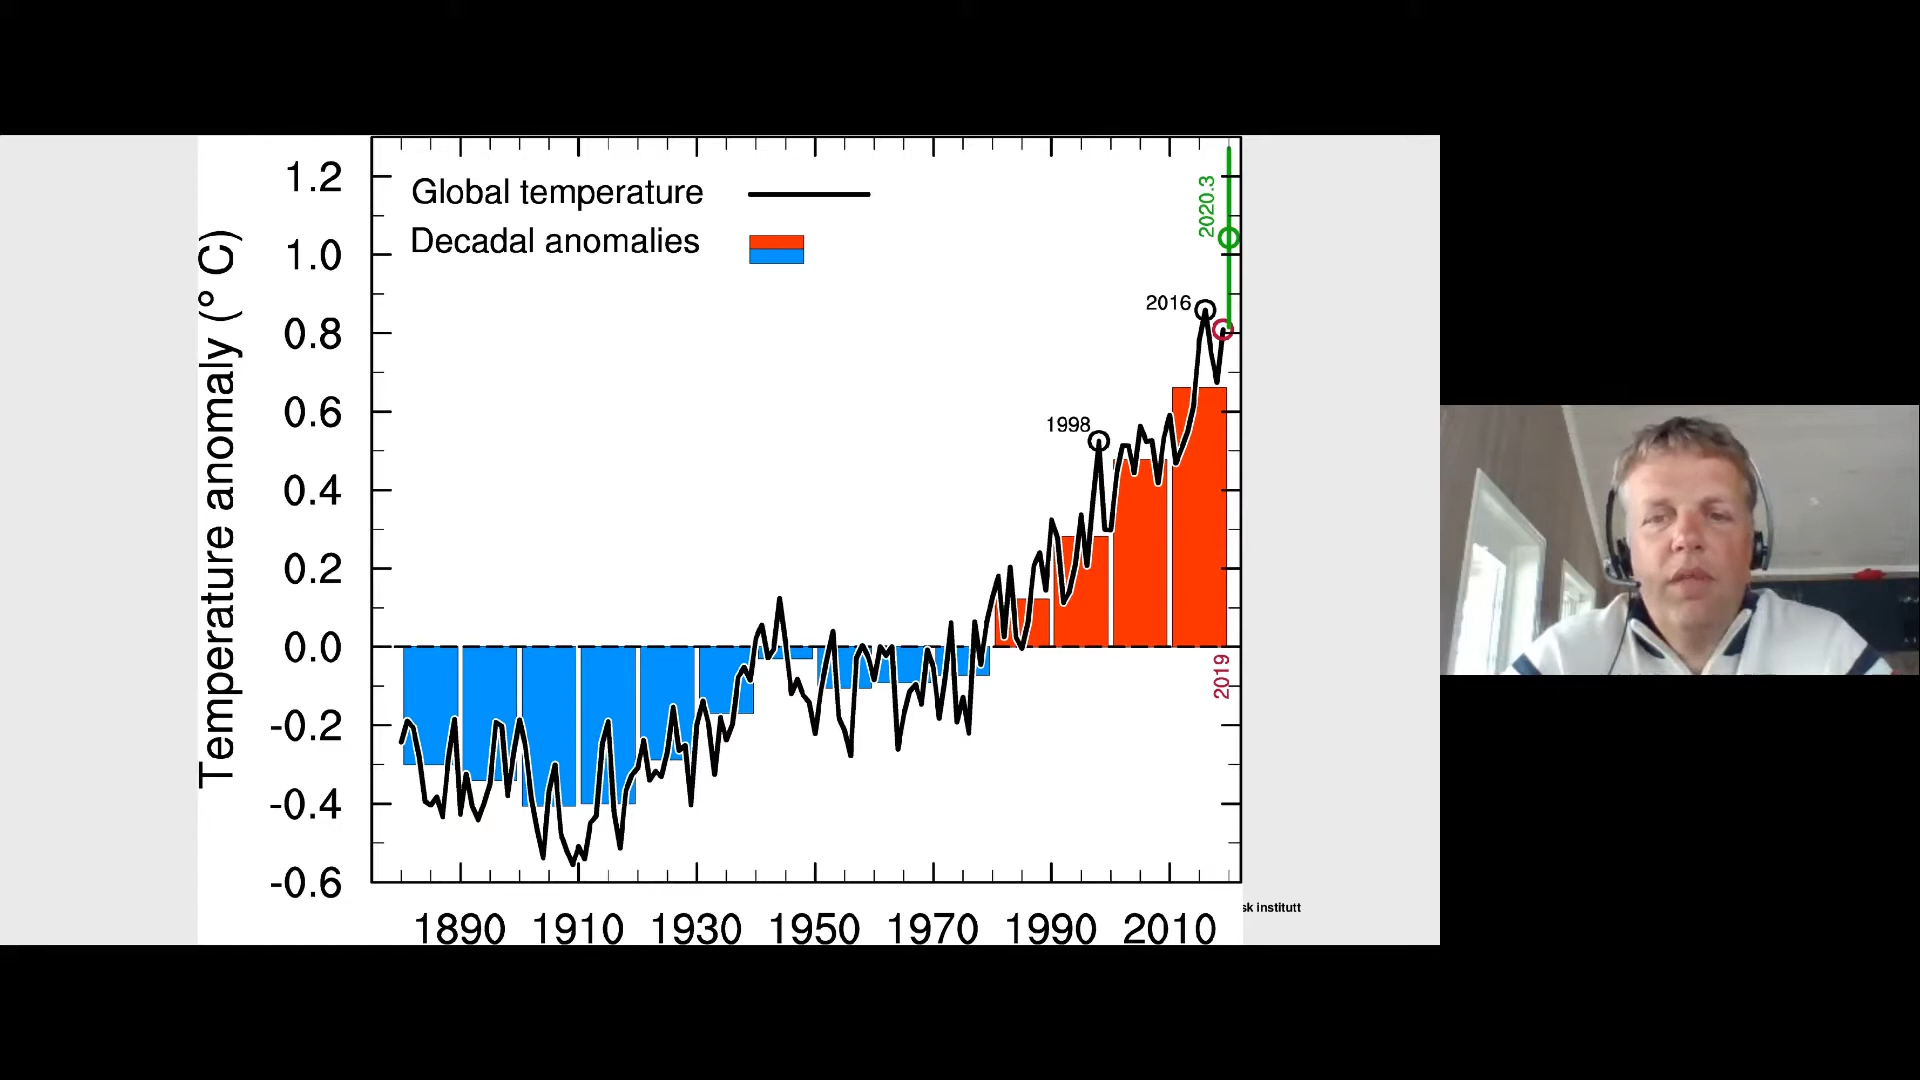 Global temperature
Decadal anomalies
Temperature anomaly (° C)
1.2
1.0
0.8
0.6
0.4
0.2
0.0
-0.2
-0.4
-0.6
2020.3
2016
1998
2019
1890 1910 1930 1950 1970 1990 2010
sk institutt